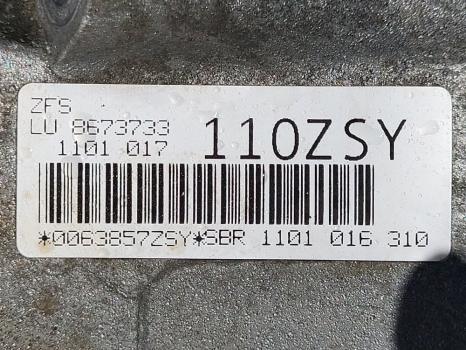 ZFS
LU 8673733
1101 017
110ZSY
*0063857ZSY*SBR 1101 016 310